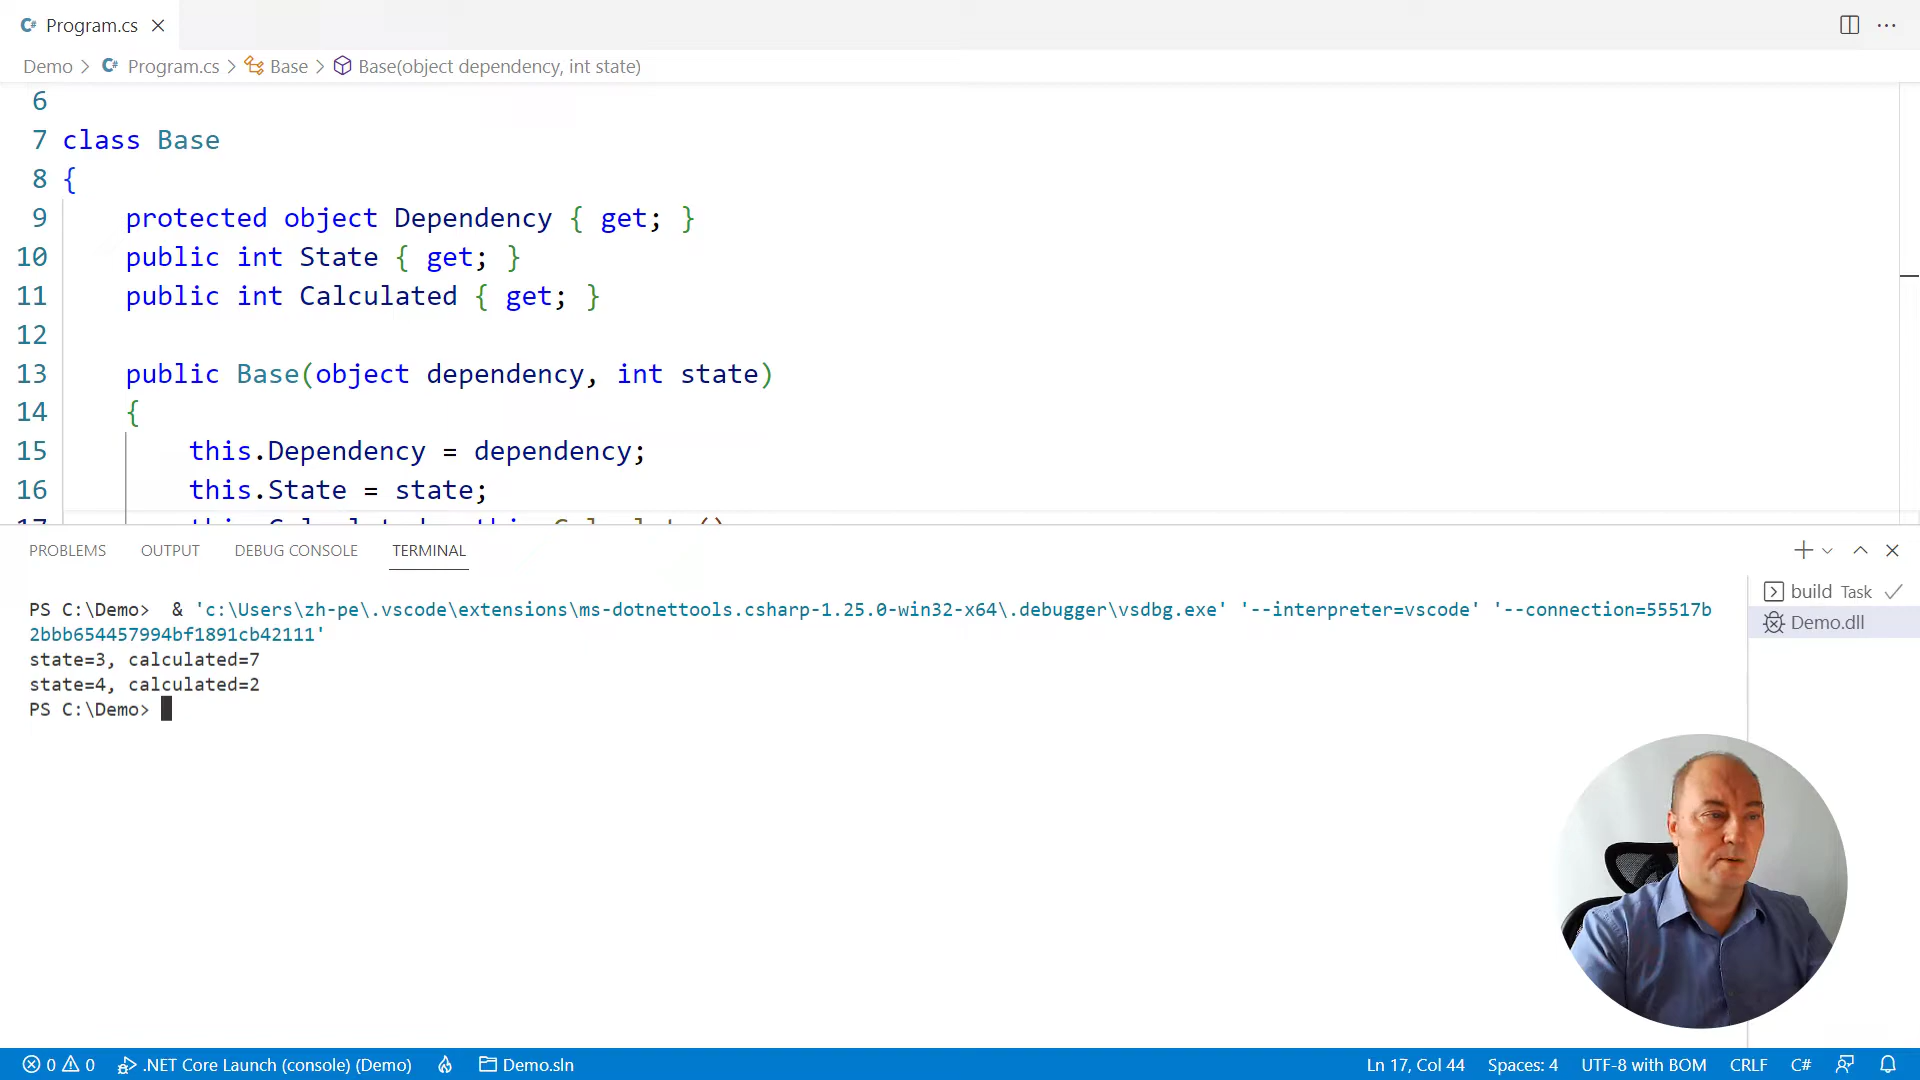 Program.cs
Demo > Program.cs > Base > Base(object dependency, int state)
6
7 class Base
8 {
9 protected object Dependency { get; }
10 public int State { get; }
11 public int Calculated { get; }
12
13 public Base(object dependency, int state)
14 {
15 this.Dependency = dependency;
16 this.State = state;
17 this.Calculated = this.Calculate()
PROBLEMS OUTPUT DEBUG CONSOLE TERMINAL
PS C:\Demo>  & 'c:\Users\zh-pe\.vscode\extensions\ms-dotnettools.csharp-1.25.0-win32-x64\.debugger\vsdbg.exe' '--interpreter=vscode' '--connection=55517b
2bbb654457994bf1891cb42111'
state=3, calculated=7
state=4, calculated=2
PS C:\Demo>
build Task
Demo.dll
0 0 .NET Core Launch (console) (Demo) Demo.sln Ln 17, Col 44 Spaces: 4 UTF-8 with BOM CRLF C#